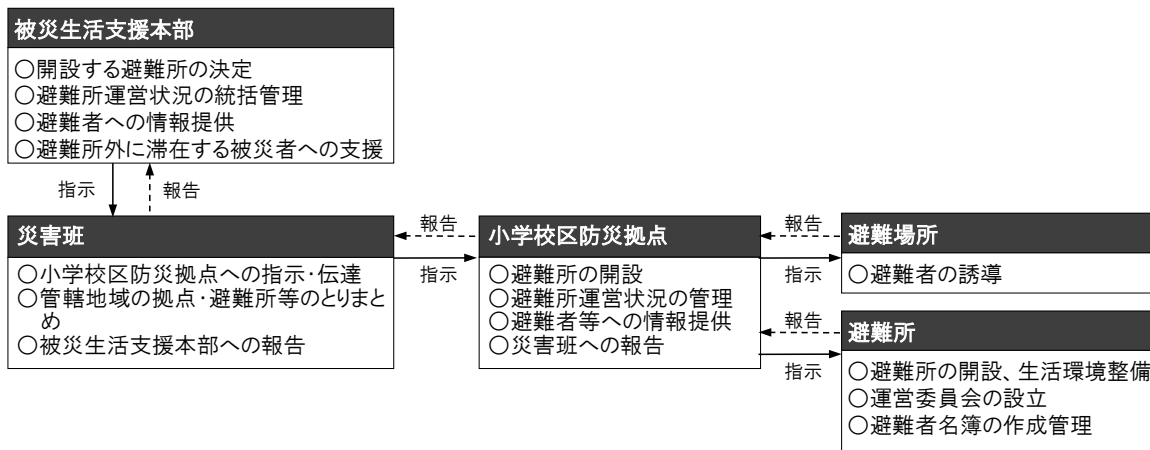 被災生活支援本部
○開設する避難所の決定
○避難所運営状況の統括管理
○避難者への情報提供
○避難所外に滞在する被災者への支援
指示
報告
災害班
○小学校区防災拠点への指示・伝達
○管轄地域の拠点・避難所等のとりまと
め
○被災生活支援本部への報告
報告
指示
小学校区防災拠点
○避難所の開設
○避難所運営状況の管理
○避難者等への情報提供
○災害班への報告
報告
指示
避難場所
○避難者の誘導
報告
指示
避難所
○避難所の開設、生活環境整備
○運営委員会の設立
○避難者名簿の作成管理